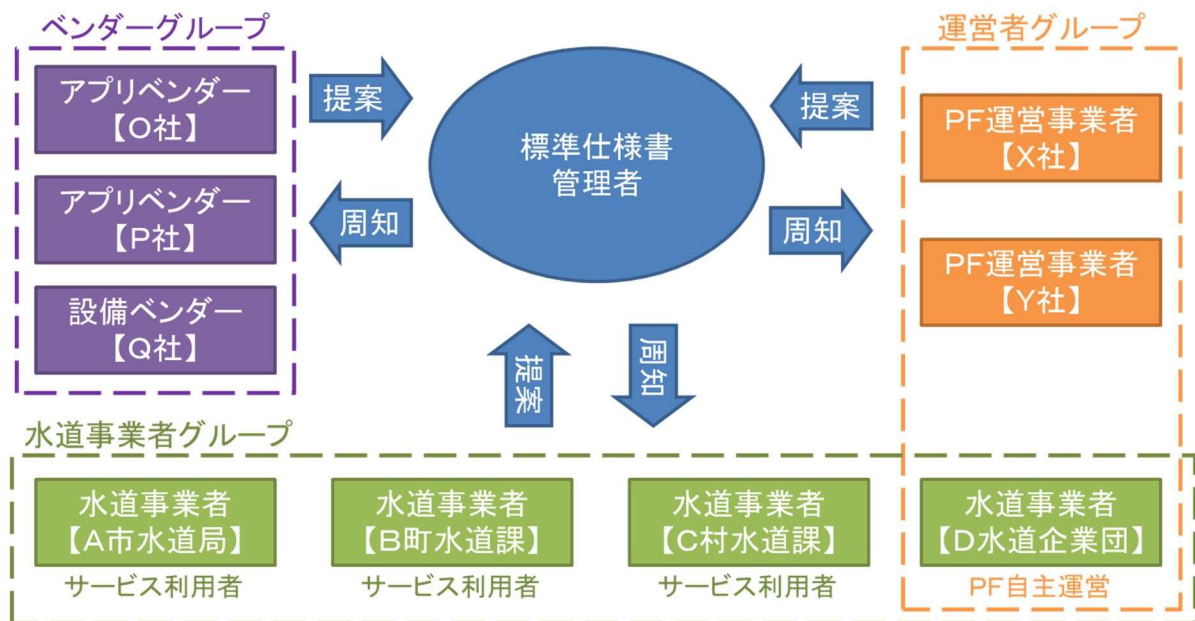 ベンダーグループ
アプリベンダー
【O社】
アプリベンダー
【P社】
設備ベンダー
【Q社】
提案
周知
標準仕様書
管理者
提案
周知
運営者グループ
PF運営事業者
【X社】
PF運営事業者
【Y社】
提案
周知
水道事業者グループ
水道事業者
【A市水道局】
サービス利用者
水道事業者
【B町水道課】
サービス利用者
水道事業者
【C村水道課】
サービス利用者
水道事業者
【D水道企業団】
PF自主運営